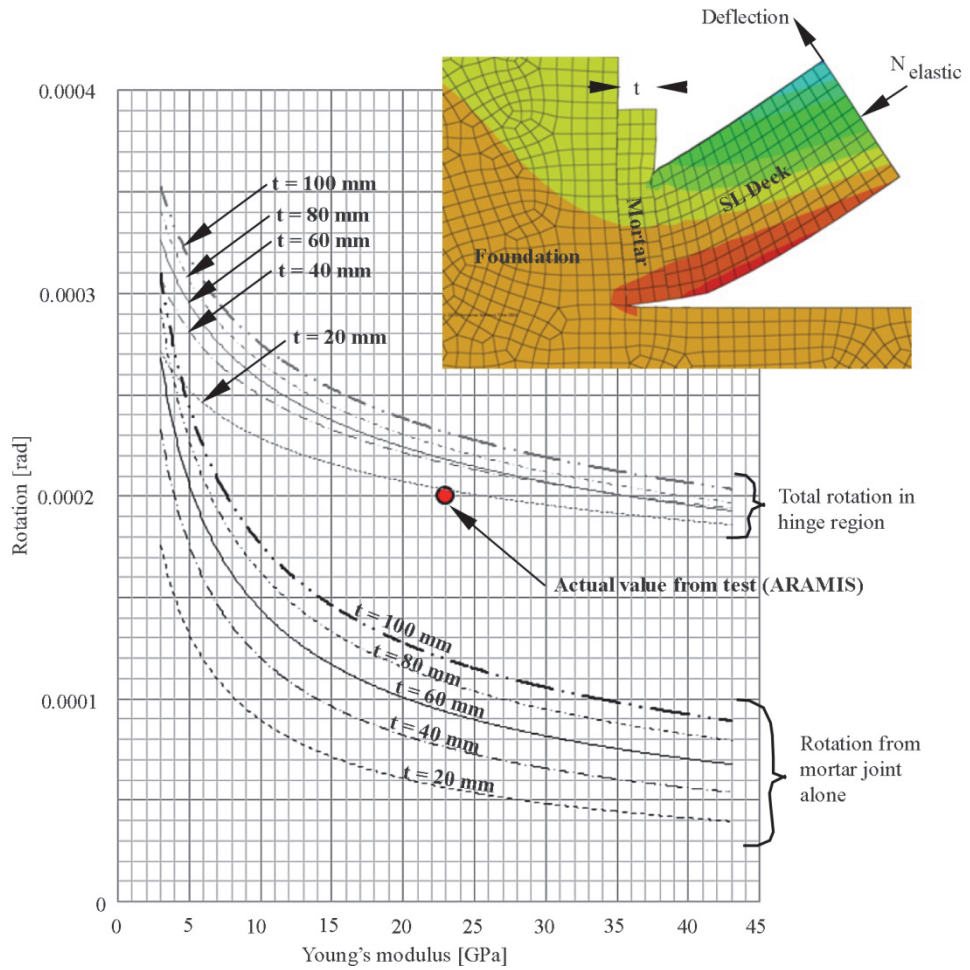 Deflection
N elastic
t
0.0004
t = 100 mm
t = 80 mm
t = 60 mm
t = 40 mm
t = 20 mm
SL Deck
Mortar
Foundation
0.0003
Rotation [rad]
0.0002
Total rotation in
hinge region
Actual value from test (ARAMIS)
t = 100 mm
t = 80 mm
t = 60 mm
t = 40 mm
t = 20 mm
0.0001
Rotation from
mortar joint
alone
0
0 5 10 15 20 25 30 35 40 45
Young's modulus [GPa]